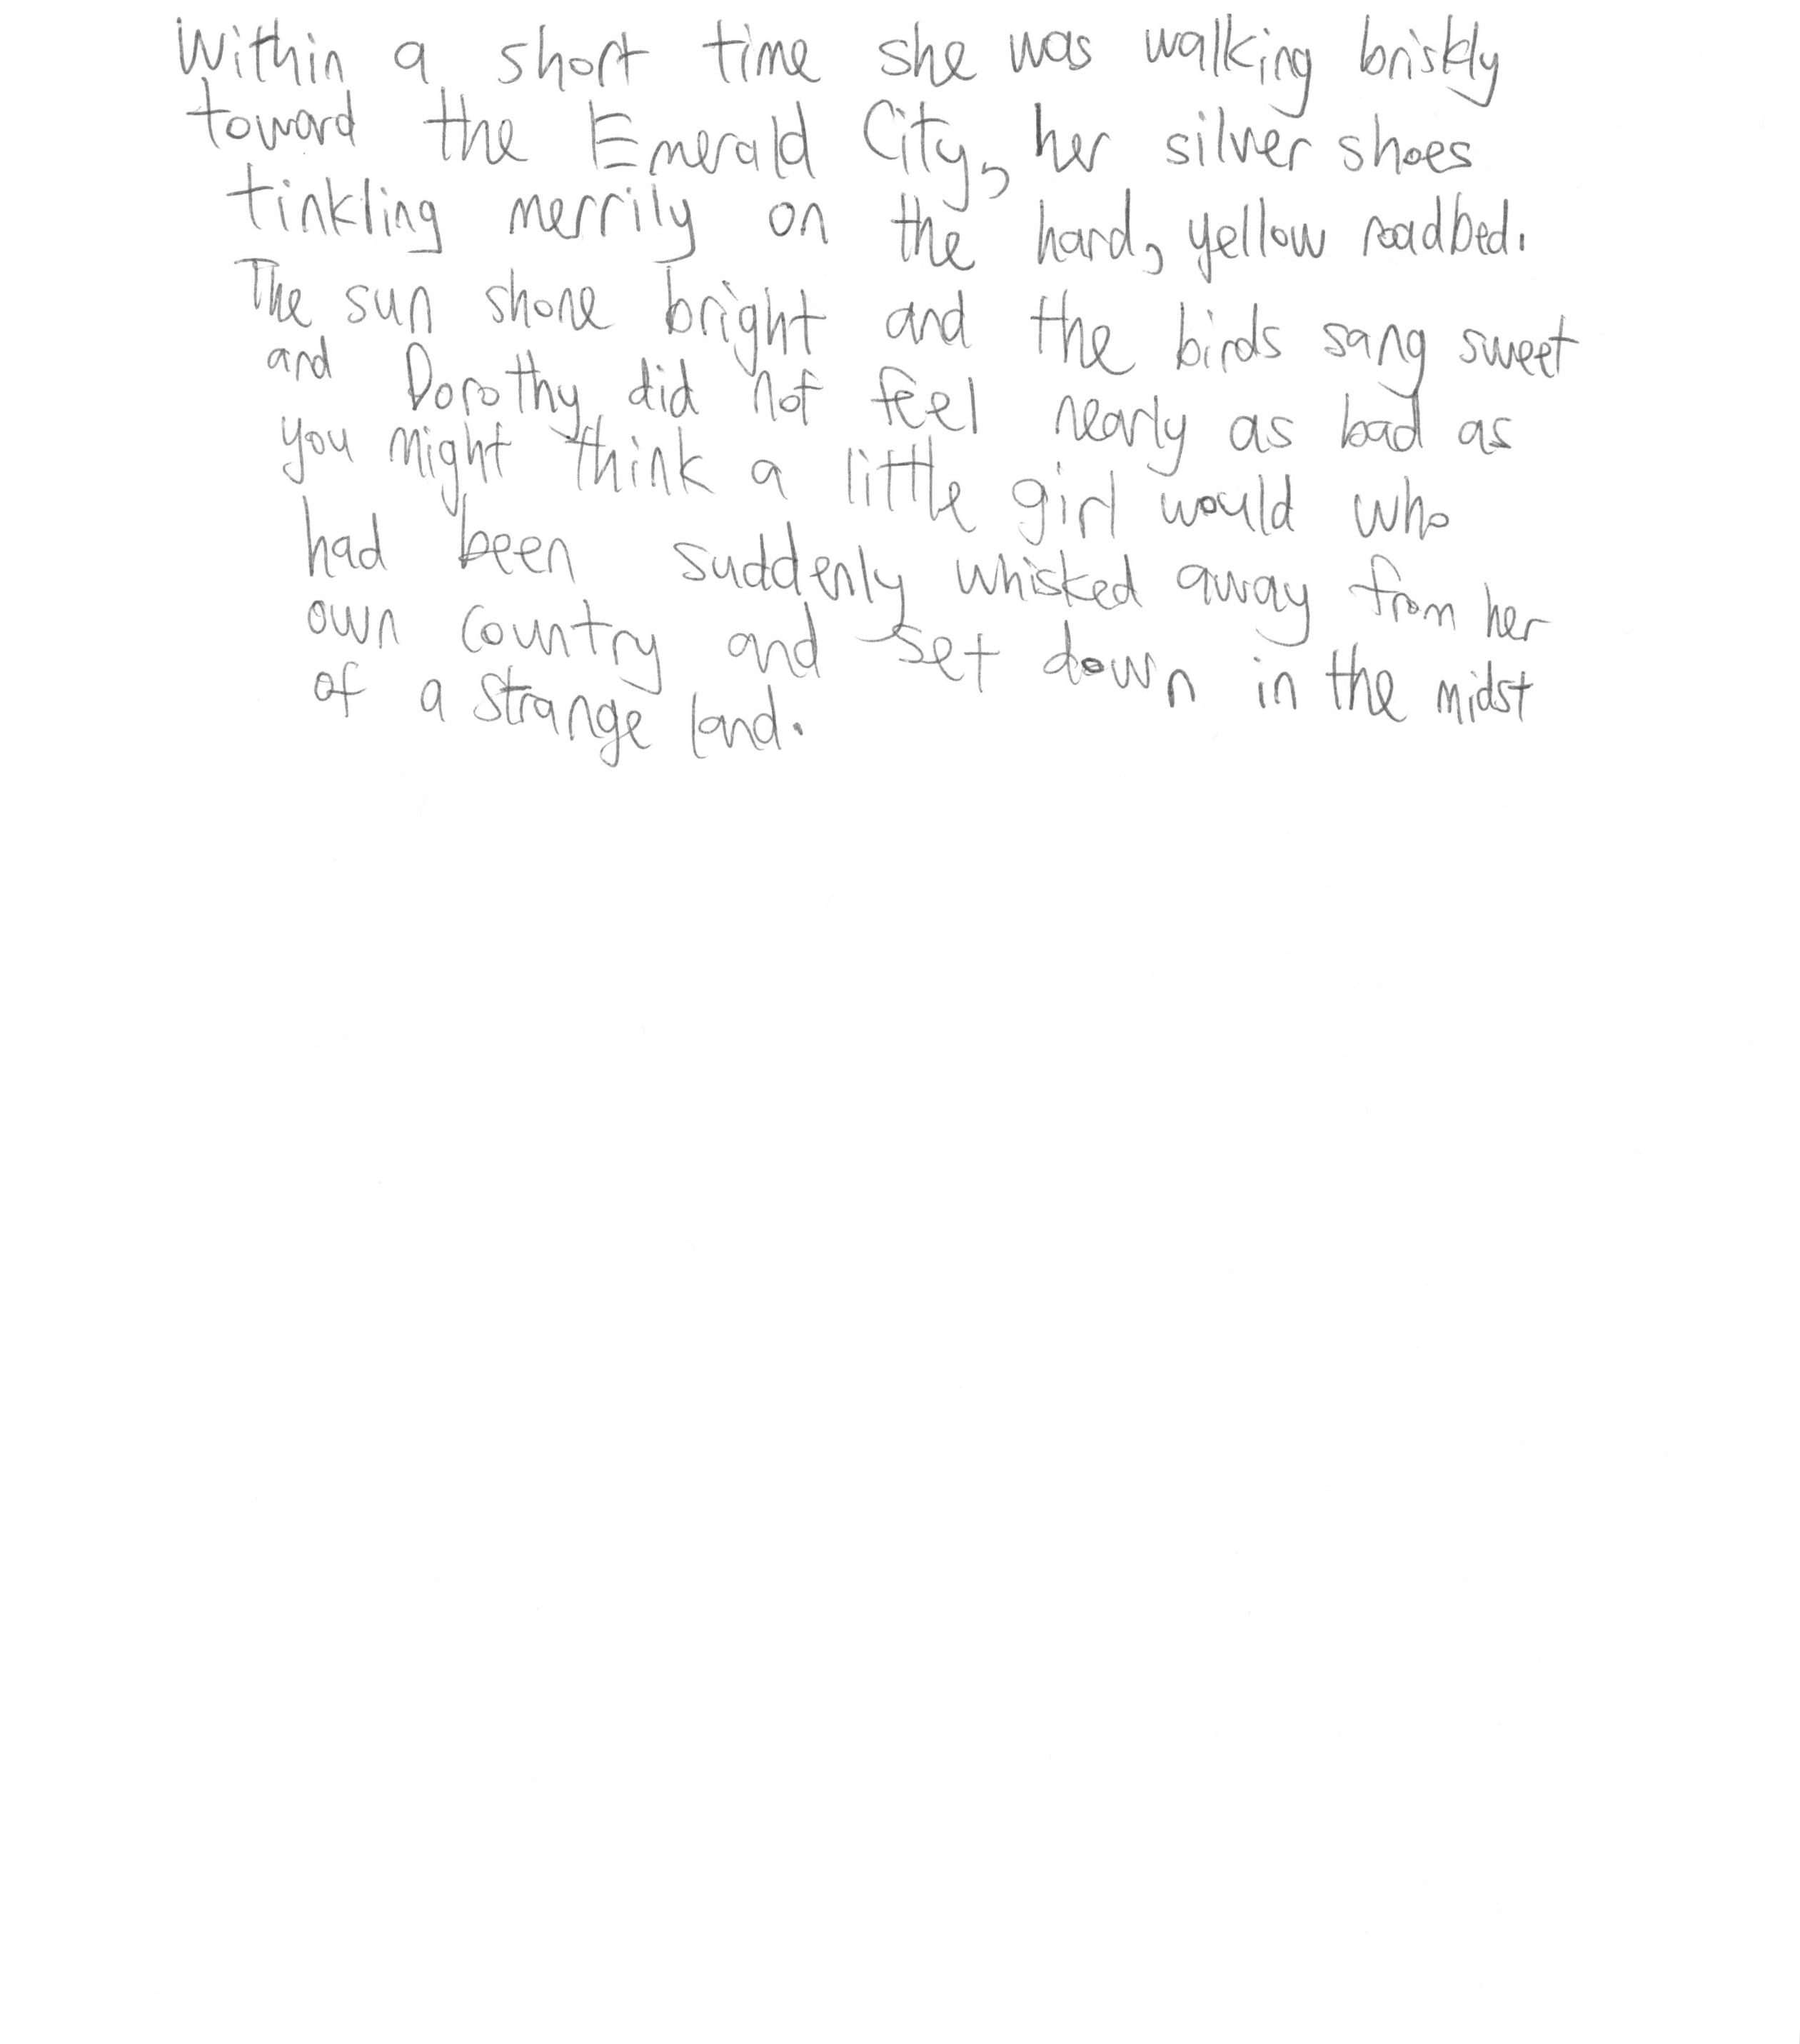 Within a short time she was walking briskly
toward the Emerald City, her silver shoes
tinkling merrily on the hard, yellow roadbed.
The sun shone bright and the birds sang sweet
and Dorothy did not feel nearly as bad as
you might think a little girl would who
had been suddenly whisked away from her
own country and set down in the midst
of a strange land.